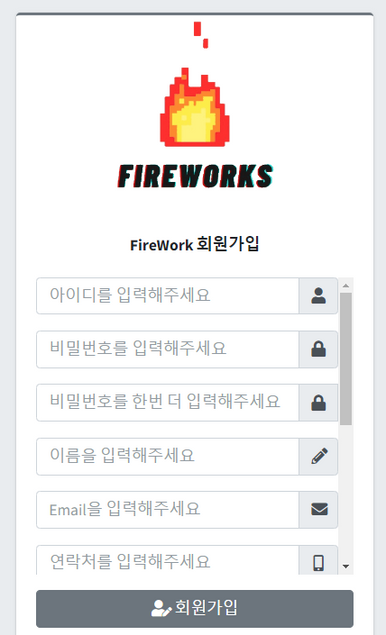 FIREWORKS
FireWork 회원가입
아이디를 입력해주세요
비밀번호를 입력해주세요
비밀번호를 한번 더 입력해주세요
이름을 입력해주세요
Email을 입력해주세요
연락처를 입력해주세요
회원가입